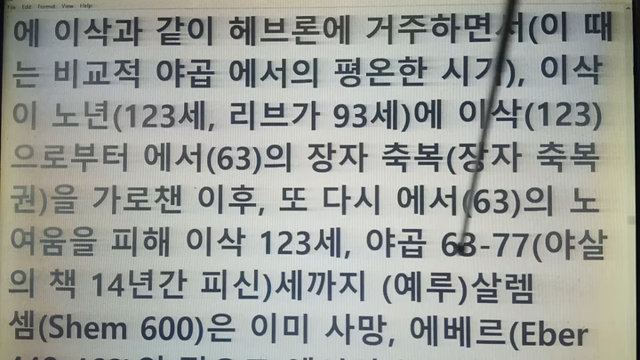 File Edit Format View Help
에 이삭과 같이 헤브론에 거주하면서(이 때
는 비교적 야곱 에서의 평온한 시기), 이삭
이 노년(123세, 리브가 93세)에 이삭(123)
으로부터 에서(63)의 장자 축복(장자 축복
권)을 가로챈 이후, 또 다시 에서(63)의 노
여움을 피해 이삭 123세, 야곱 63-77(야살
의 책 14년간 피신)세까지 (예루)살렘
셈(Shem 600)은 이미 사망, 에베르(Eber